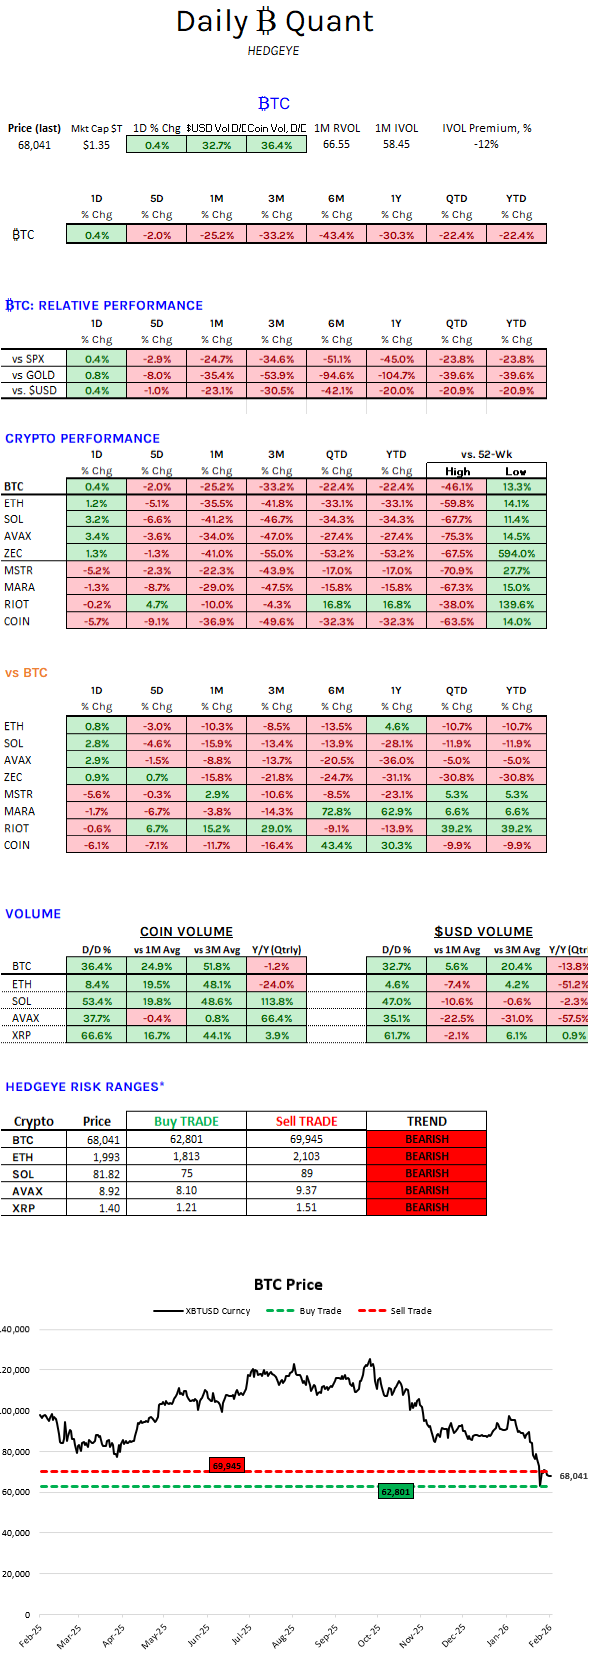 Daily ₿ Quant
HEDGEYE
₿TC
Price (last) Mkt Cap $T 1D % Chg $USD Vol D/D Coin Vol, D/D 1M RVOL 1M IVOL IVOL Premium, %
68,041 $1.35 0.4% 32.7% 36.4% 66.55 58.45 -12%
1D 5D 1M 3M 6M 1Y QTD YTD
% Chg % Chg % Chg % Chg % Chg % Chg % Chg % Chg
₿TC 0.4% -2.0% -25.2% -33.2% -43.4% -30.3% -22.4% -22.4%
₿TC: RELATIVE PERFORMANCE
1D 5D 1M 3M 6M 1Y QTD YTD
% Chg % Chg % Chg % Chg % Chg % Chg % Chg % Chg
vs SPX 0.4% -2.9% -24.7% -34.6% -51.1% -45.0% -23.8% -23.8%
vs GOLD 0.8% -8.0% -35.4% -53.9% -94.6% -104.7% -39.6% -39.6%
vs. $USD 0.4% -1.0% -23.1% -30.5% -42.1% -20.0% -20.9% -20.9%
CRYPTO PERFORMANCE
1D 5D 1M 3M QTD YTD vs. 52-Wk
% Chg % Chg % Chg % Chg % Chg % Chg High Low
BTC 0.4% -2.0% -25.2% -33.2% -22.4% -22.4% -46.1% 13.3%
ETH 1.2% -5.1% -35.5% -41.8% -33.1% -33.1% -59.8% 14.1%
SOL 3.2% -6.6% -41.2% -46.7% -34.3% -34.3% -67.7% 11.4%
AVAX 3.4% -3.6% -34.0% -47.0% -27.4% -27.4% -75.3% 14.5%
ZEC 1.3% -1.3% -41.0% -55.0% -53.2% -53.2% -67.5% 594.0%
MSTR -5.2% -2.3% -22.3% -43.9% -17.0% -17.0% -70.9% 27.7%
MARA -1.3% -8.7% -29.0% -47.5% -15.8% -15.8% -67.3% 15.0%
RIOT -0.2% 4.7% -10.0% -4.3% 16.8% 16.8% -38.0% 139.6%
COIN -5.7% -9.1% -36.9% -49.6% -32.3% -32.3% -63.5% 14.0%
vs BTC
1D 5D 1M 3M 6M 1Y QTD YTD
% Chg % Chg % Chg % Chg % Chg % Chg % Chg % Chg
ETH 0.8% -3.0% -10.3% -8.5% -13.5% 4.6% -10.7% -10.7%
SOL 2.8% -4.6% -15.9% -13.4% -13.9% -28.1% -11.9% -11.9%
AVAX 2.9% -1.5% -8.8% -13.7% -20.5% -36.0% -5.0% -5.0%
ZEC 0.9% 0.7% -15.8% -21.8% -24.7% -31.1% -30.8% -30.8%
MSTR -5.6% -0.3% 2.9% -10.6% -8.5% -23.1% 5.3% 5.3%
MARA -1.7% -6.7% -3.8% -14.3% 72.8% 62.9% 6.6% 6.6%
RIOT -0.6% 6.7% 15.2% 29.0% -9.1% -13.9% 39.2% 39.2%
COIN -6.1% -7.1% -11.7% -16.4% 43.4% 30.3% -9.9% -9.9%
VOLUME
COIN VOLUME $USD VOLUME
D/D % vs 1M Avg vs 3M Avg Y/Y (Qtrly) D/D % vs 1M Avg vs 3M Avg Y/Y (Qtr
BTC 36.4% 24.9% 51.8% -1.2% 32.7% 5.6% 20.4% -13.8%
ETH 8.4% 19.5% 48.1% -24.0% 4.6% -7.4% 4.2% -51.2%
SOL 53.4% 19.8% 48.6% 113.8% 47.0% -10.6% -0.6% -2.3%
AVAX 37.7% -0.4% 0.8% 66.4% 35.1% -22.5% -31.0% -57.5%
XRP 66.6% 16.7% 44.1% 3.9% 61.7% -2.1% 6.1% 0.9%
HEDGEYE RISK RANGES*
Crypto Price Buy TRADE Sell TRADE TREND
BTC 68,041 62,801 69,945 BEARISH
ETH 1,993 1,813 2,103 BEARISH
SOL 81.82 75 89 BEARISH
AVAX 8.92 8.10 9.37 BEARISH
XRP 1.40 1.21 1.51 BEARISH
BTC Price
XBTUSD Curncy Buy Trade Sell Trade
40,000
20,000
00,000
80,000
69,945
68,041
60,000
62,801
40,000
20,000
0
Feb-25 Mar-25 Apr-25 May-25 Jun-25 Jul-25 Aug-25 Sep-25 Oct-25 Nov-25 Dec-25 Jan-26 Feb-26